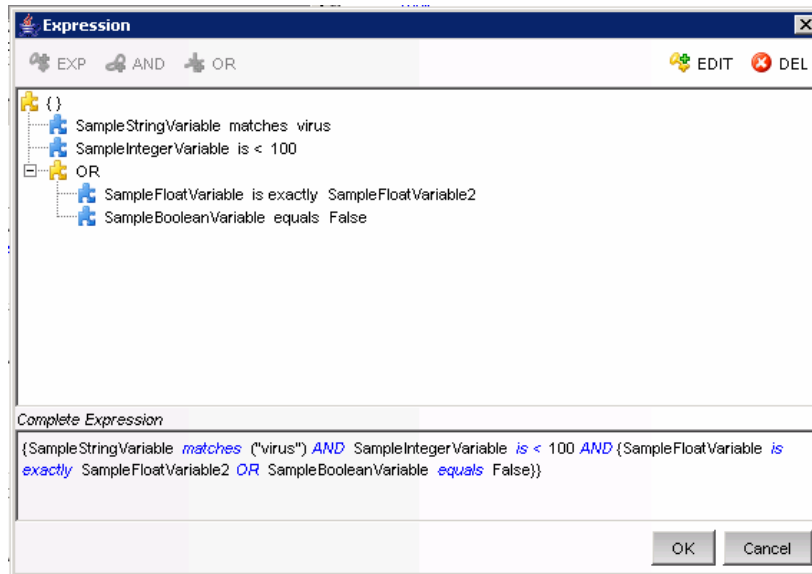 Expression
EXP AND OR EDIT DEL
{}
SampleStringVariable matches virus
SampleIntegerVariable is < 100
OR
SampleFloatVariable is exactly SampleFloatVariable2
SampleBooleanVariable equals False
Complete Expression
{SampleStringVariable matches ("virus") AND SampleIntegerVariable is < 100 AND {SampleFloatVariable is
exactly SampleFloatVariable2 OR SampleBooleanVariable equals False}}
OK Cancel